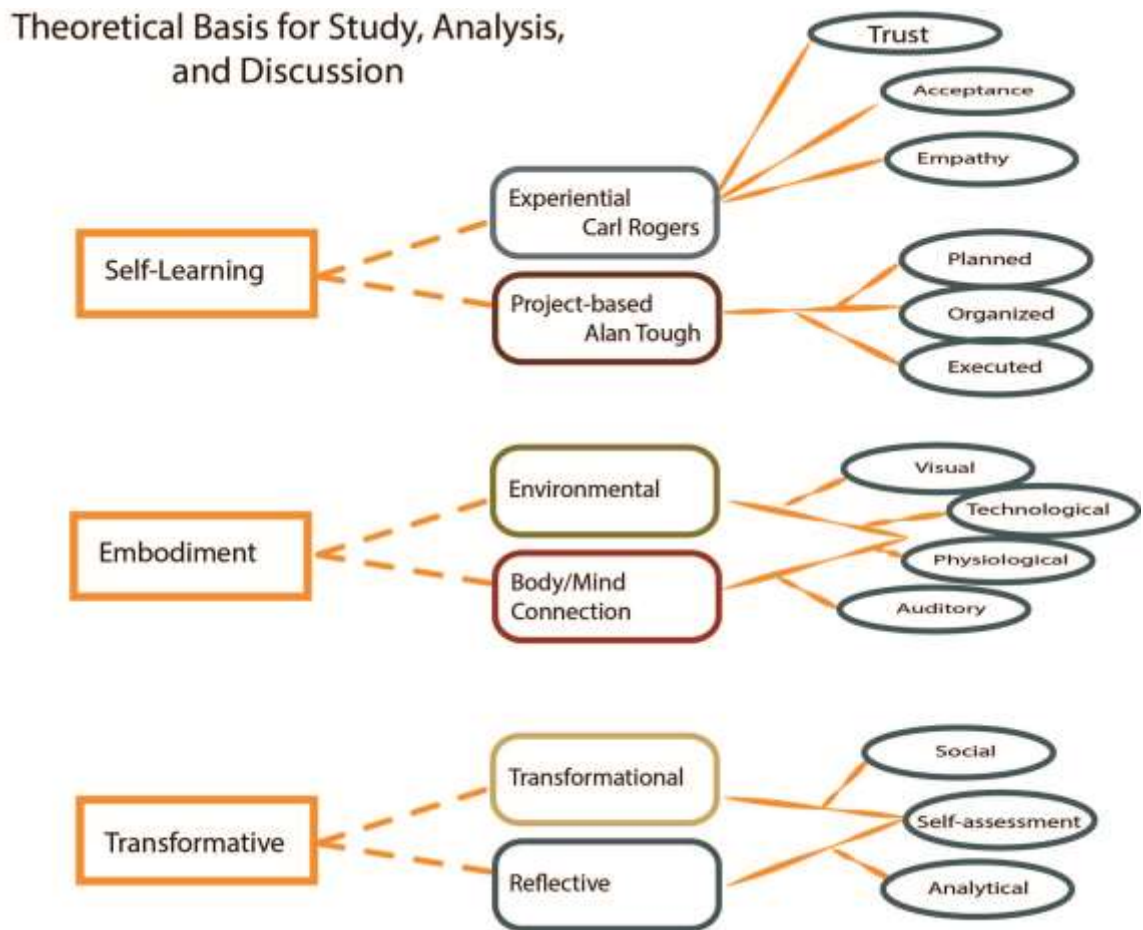 Theoretical Basis for Study, Analysis,
and Discussion
Self-Learning
Experiential
Carl Rogers
Trust
Acceptance
Empathy
Project-based
Alan Tough
Planned
Organized
Executed
Embodiment
Environmental
Body/Mind
Connection
Visual
Technological
Physiological
Auditory
Transformative
Transformational
Reflective
Social
Self-assessment
Analytical